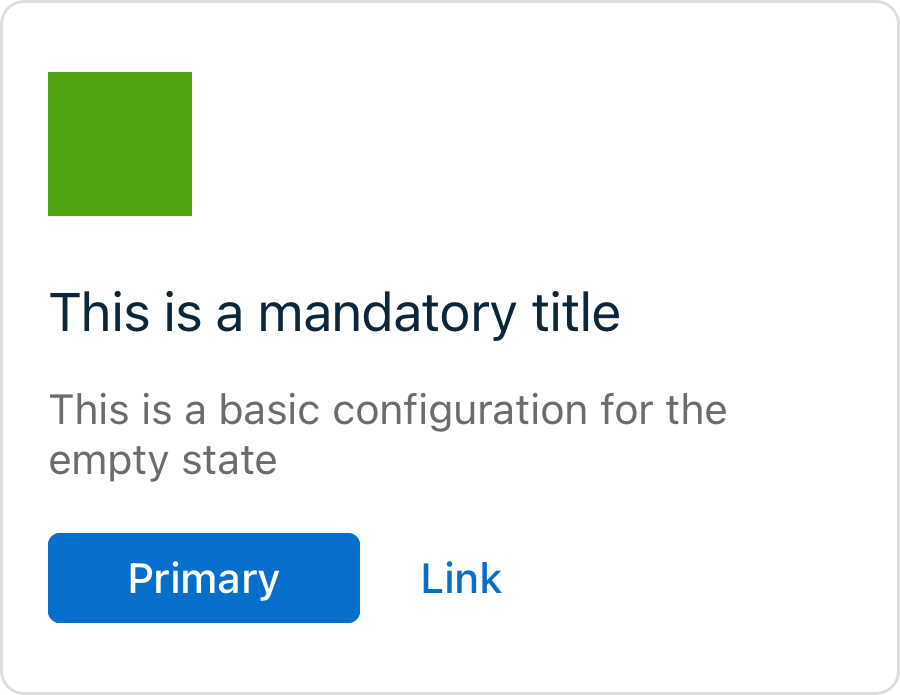 This is a mandatory title
This is a basic configuration for the
empty state
Primary
Link